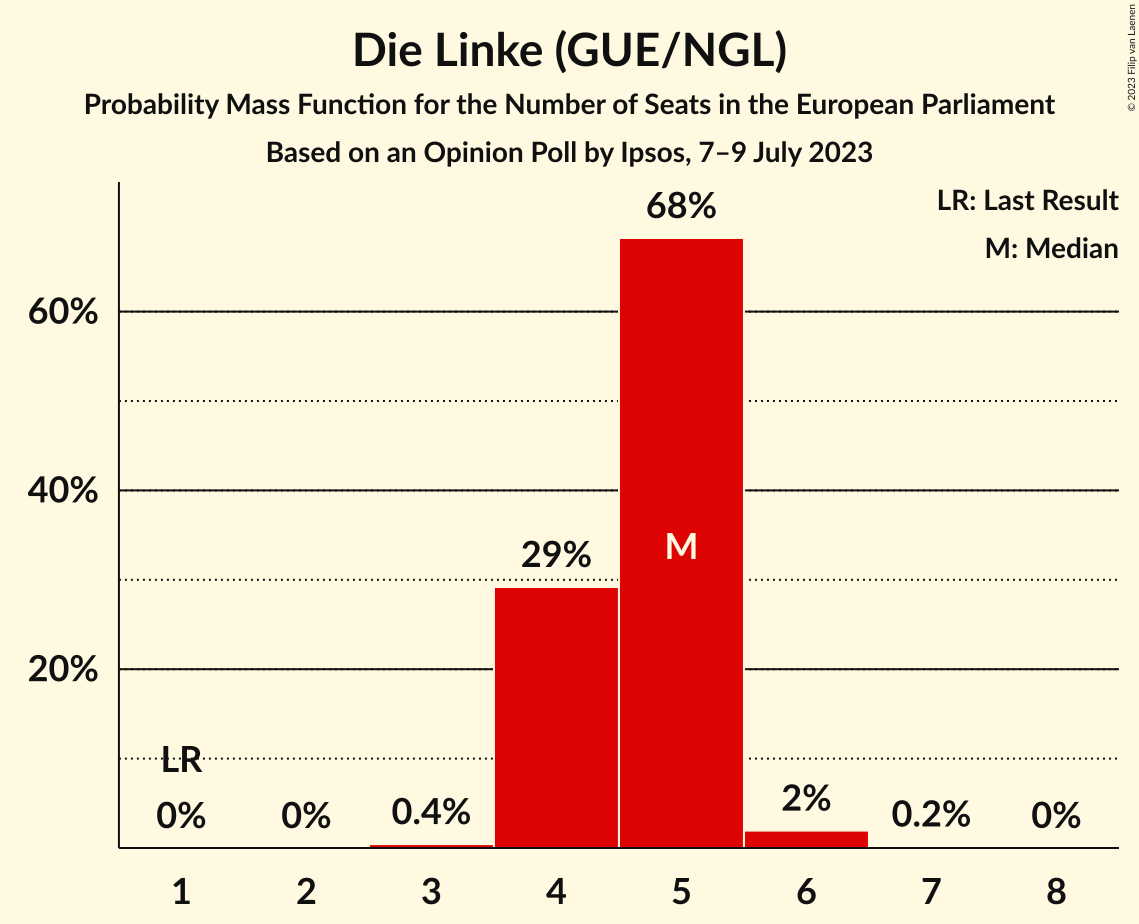 Die Linke (GUE/NGL)
Probability Mass Function for the Number of Seats in the European Parliament
Based on an Opinion Poll by Ipsos, 7–9 July 2023
© 2023 Filip van Laenen
LR: Last Result
M: Median
68%
60%
40%
M
29%
20%
LR
0%
0%
0.4%
2%
0.2%
0%
1
2
3
4
5
6
7
8